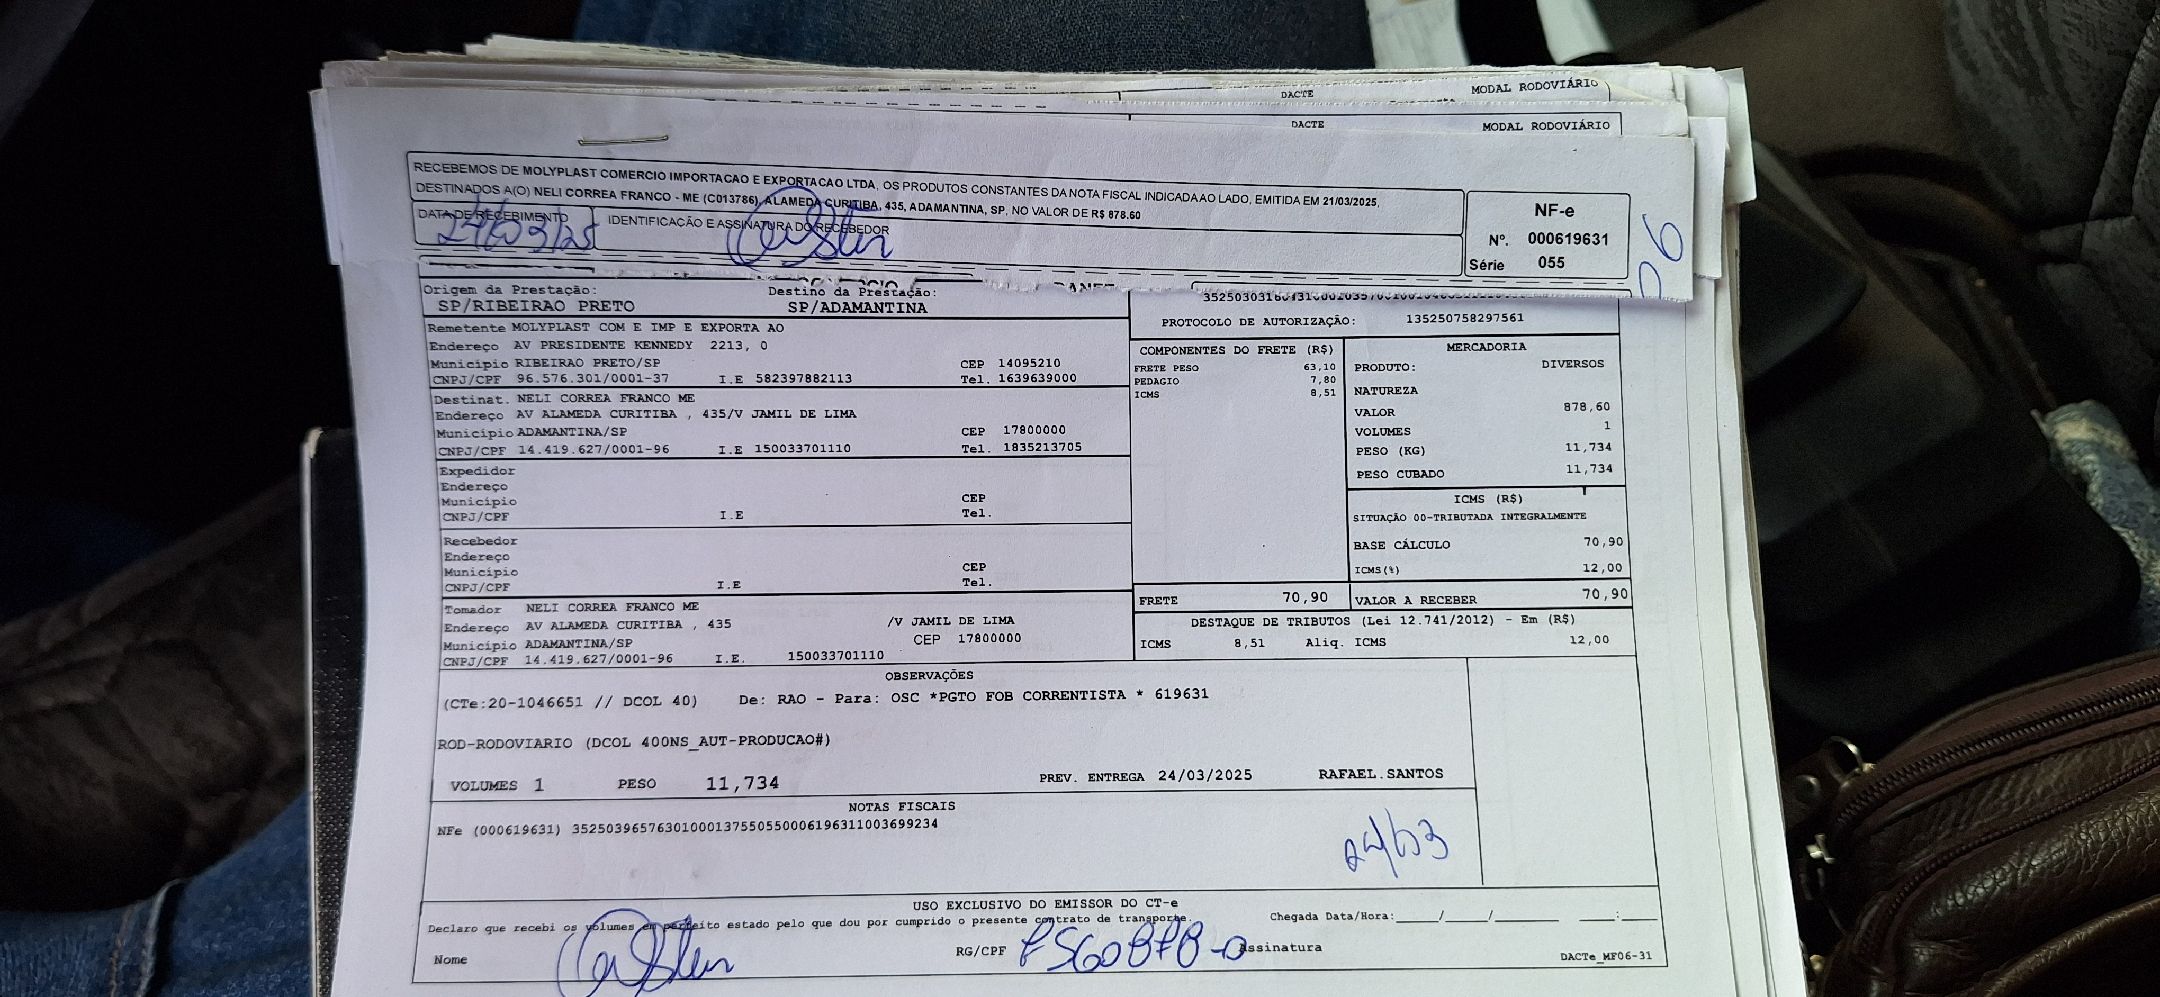 DACTE MODAL RODOVIÁRIO
DACTE MODAL RODOVIÁRIO
RECEBEMOS DE MOLYPLAST COMERCIO IMPORTACAO E EXPORTACAO LTDA, OS PRODUTOS CONSTANTES DA NOTA FISCAL INDICADA AO LADO, EMITIDA EM 21/03/2025,
DESTINADOS A(O) NELI CORREA FRANCO - ME (C013786), ALAMEDA CURITIBA, 435, ADAMANTINA, SP, NO VALOR DE R$ 878.60
DATA DE RECEBIMENTO IDENTIFICAÇÃO E ASSINATURA DO RECEBEDOR
24/03/25
NF-e
Nº. 000619631
Série 055
06
Origem da Prestação: Destino da Prestação:
SP/RIBEIRAO PRETO SP/ADAMANTINA
PROTOCOLO DE AUTORIZAÇÃO: 135250758297561
Remetente MOLYPLAST COM E IMP E EXPORTA AO
Endereço AV PRESIDENTE KENNEDY 2213, 0
Município RIBEIRAO PRETO/SP CEP 14095210
CNPJ/CPF 96.576.301/0001-37 I.E 582397882113 Tel. 1639639000
Destinat. NELI CORREA FRANCO ME
Endereço AV ALAMEDA CURITIBA , 435/V JAMIL DE LIMA
Município ADAMANTINA/SP CEP 17800000
CNPJ/CPF 14.419.627/0001-96 I.E 150033701110 Tel. 1835213705
Expedidor
Endereço
Município CEP
CNPJ/CPF I.E Tel.
Recebedor
Endereço
Município CEP
CNPJ/CPF I.E Tel.
Tomador NELI CORREA FRANCO ME
Endereço AV ALAMEDA CURITIBA , 435 /V JAMIL DE LIMA
Município ADAMANTINA/SP CEP 17800000
CNPJ/CPF 14.419.627/0001-96 I.E. 150033701110
COMPONENTES DO FRETE (R$)
FRETE PESO 63,10
PEDAGIO 7,80
ICMS 8,51
MERCADORIA
PRODUTO: DIVERSOS
NATUREZA
VALOR 878,60
VOLUMES 1
PESO (KG) 11,734
PESO CUBADO 11,734
ICMS (R$)
SITUAÇÃO 00-TRIBUTADA INTEGRALMENTE
BASE CÁLCULO 70,90
ICMS(%) 12,00
FRETE 70,90 VALOR A RECEBER 70,90
DESTAQUE DE TRIBUTOS (Lei 12.741/2012) - Em (R$)
ICMS 8,51 Aliq. ICMS 12,00
OBSERVAÇÕES
(CTe:20-1046651 // DCOL 40) De: RAO - Para: OSC *PGTO FOB CORRENTISTA * 619631
ROD-RODOVIARIO (DCOL 400NS_AUT-PRODUCAO#)
VOLUMES 1 PESO 11,734 PREV. ENTREGA 24/03/2025 RAFAEL.SANTOS
NOTAS FISCAIS
NFe (000619631) 35250396576301000137550550006196311003699234
24/03
USO EXCLUSIVO DO EMISSOR DO CT-e
Declaro que recebi os volumes em perfeito estado pelo que dou por cumprido o presente contrato de transporte. Chegada Data/Hora:_____/_____/_______ ____:____
Nome RG/CPF Assinatura
DACTe_MF06-31